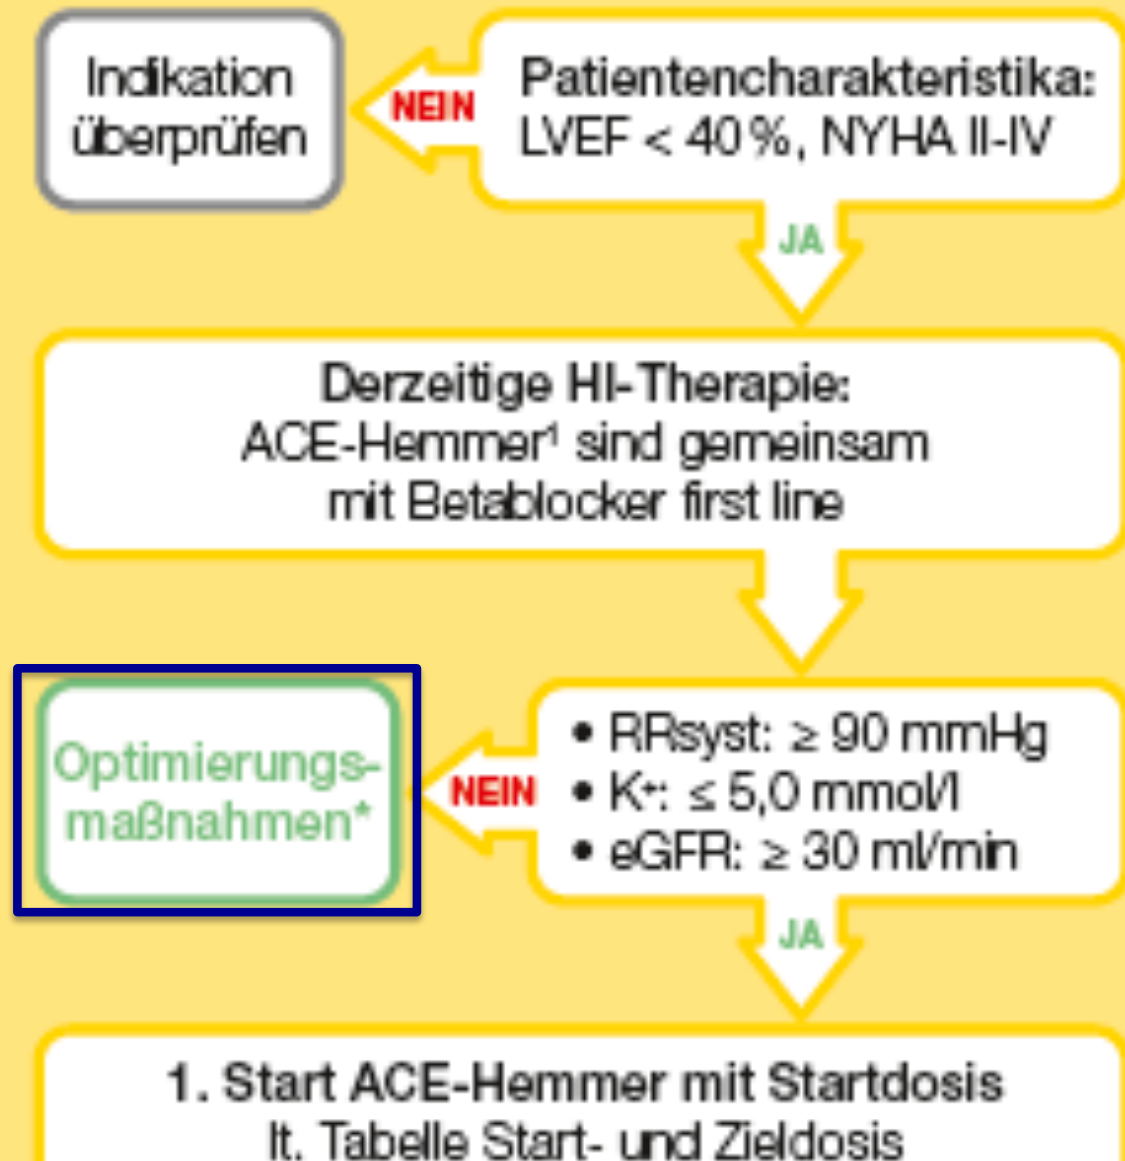 Indikation
überprüfen
NEIN
Patientencharakteristika:
LVEF < 40 %, NYHA II-IV
JA
Derzeitige HI-Therapie:
ACE-Hemmer¹ sind gemeinsam
mit Betablocker first line
Optimierungs-
maßnahmen*
NEIN
• RRsyst: ≥ 90 mmHg
• K⁺: ≤ 5,0 mmol/l
• eGFR: ≥ 30 ml/min
JA
1. Start ACE-Hemmer mit Startdosis
lt. Tabelle Start- und Zieldosis